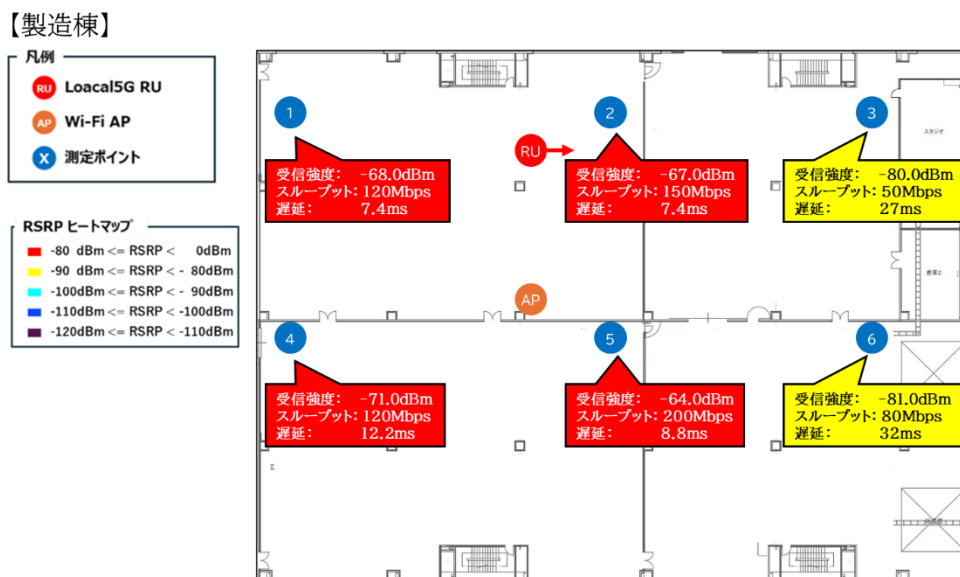 【製造棟】
凡例
RU Loacal5G RU
AP Wi-Fi AP
X 測定ポイント
RSRP ヒートマップ
-80 dBm <= RSRP < 0dBm
-90 dBm <= RSRP < - 80dBm
-100dBm <= RSRP < - 90dBm
-110dBm <= RSRP < -100dBm
-120dBm <= RSRP < -110dBm
1
受信強度: -68.0dBm
スループット: 120Mbps
遅延: 7.4ms
RU
2
受信強度: -67.0dBm
スループット: 150Mbps
遅延: 7.4ms
3
受信強度: -80.0dBm
スループット: 50Mbps
遅延: 27ms
スタジオ
AP
4
受信強度: -71.0dBm
スループット: 120Mbps
遅延: 12.2ms
5
受信強度: -64.0dBm
スループット: 200Mbps
遅延: 8.8ms
6
受信強度: -81.0dBm
スループット: 80Mbps
遅延: 32ms